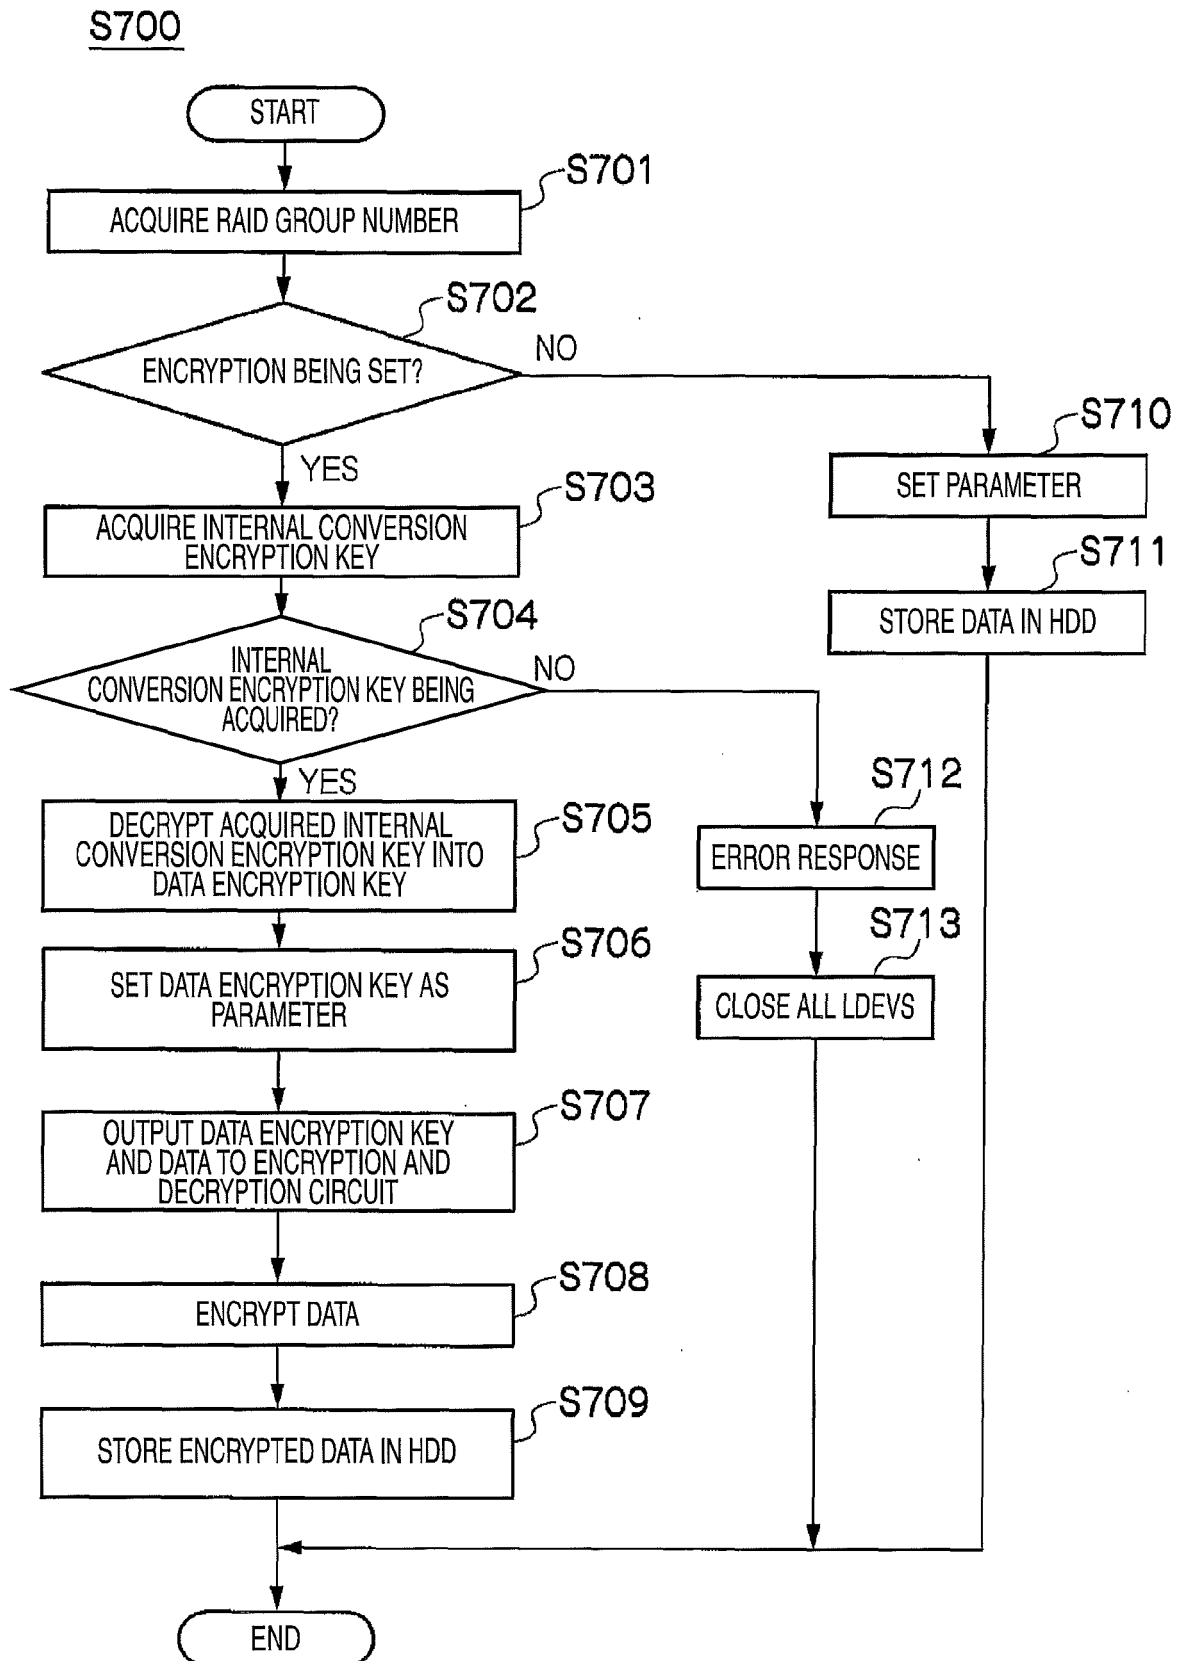 S700
START
S701
ACQUIRE RAID GROUP NUMBER
S702
ENCRYPTION BEING SET?
NO
YES
S710
SET PARAMETER
S703
ACQUIRE INTERNAL CONVERSION
ENCRYPTION KEY
S711
STORE DATA IN HDD
S704
INTERNAL
CONVERSION ENCRYPTION KEY BEING
ACQUIRED?
NO
YES
S705
DECRYPT ACQUIRED INTERNAL
CONVERSION ENCRYPTION KEY INTO
DATA ENCRYPTION KEY
S712
ERROR RESPONSE
S706
SET DATA ENCRYPTION KEY AS
PARAMETER
S713
CLOSE ALL LDEVS
S707
OUTPUT DATA ENCRYPTION KEY
AND DATA TO ENCRYPTION AND
DECRYPTION CIRCUIT
S708
ENCRYPT DATA
S709
STORE ENCRYPTED DATA IN HDD
END